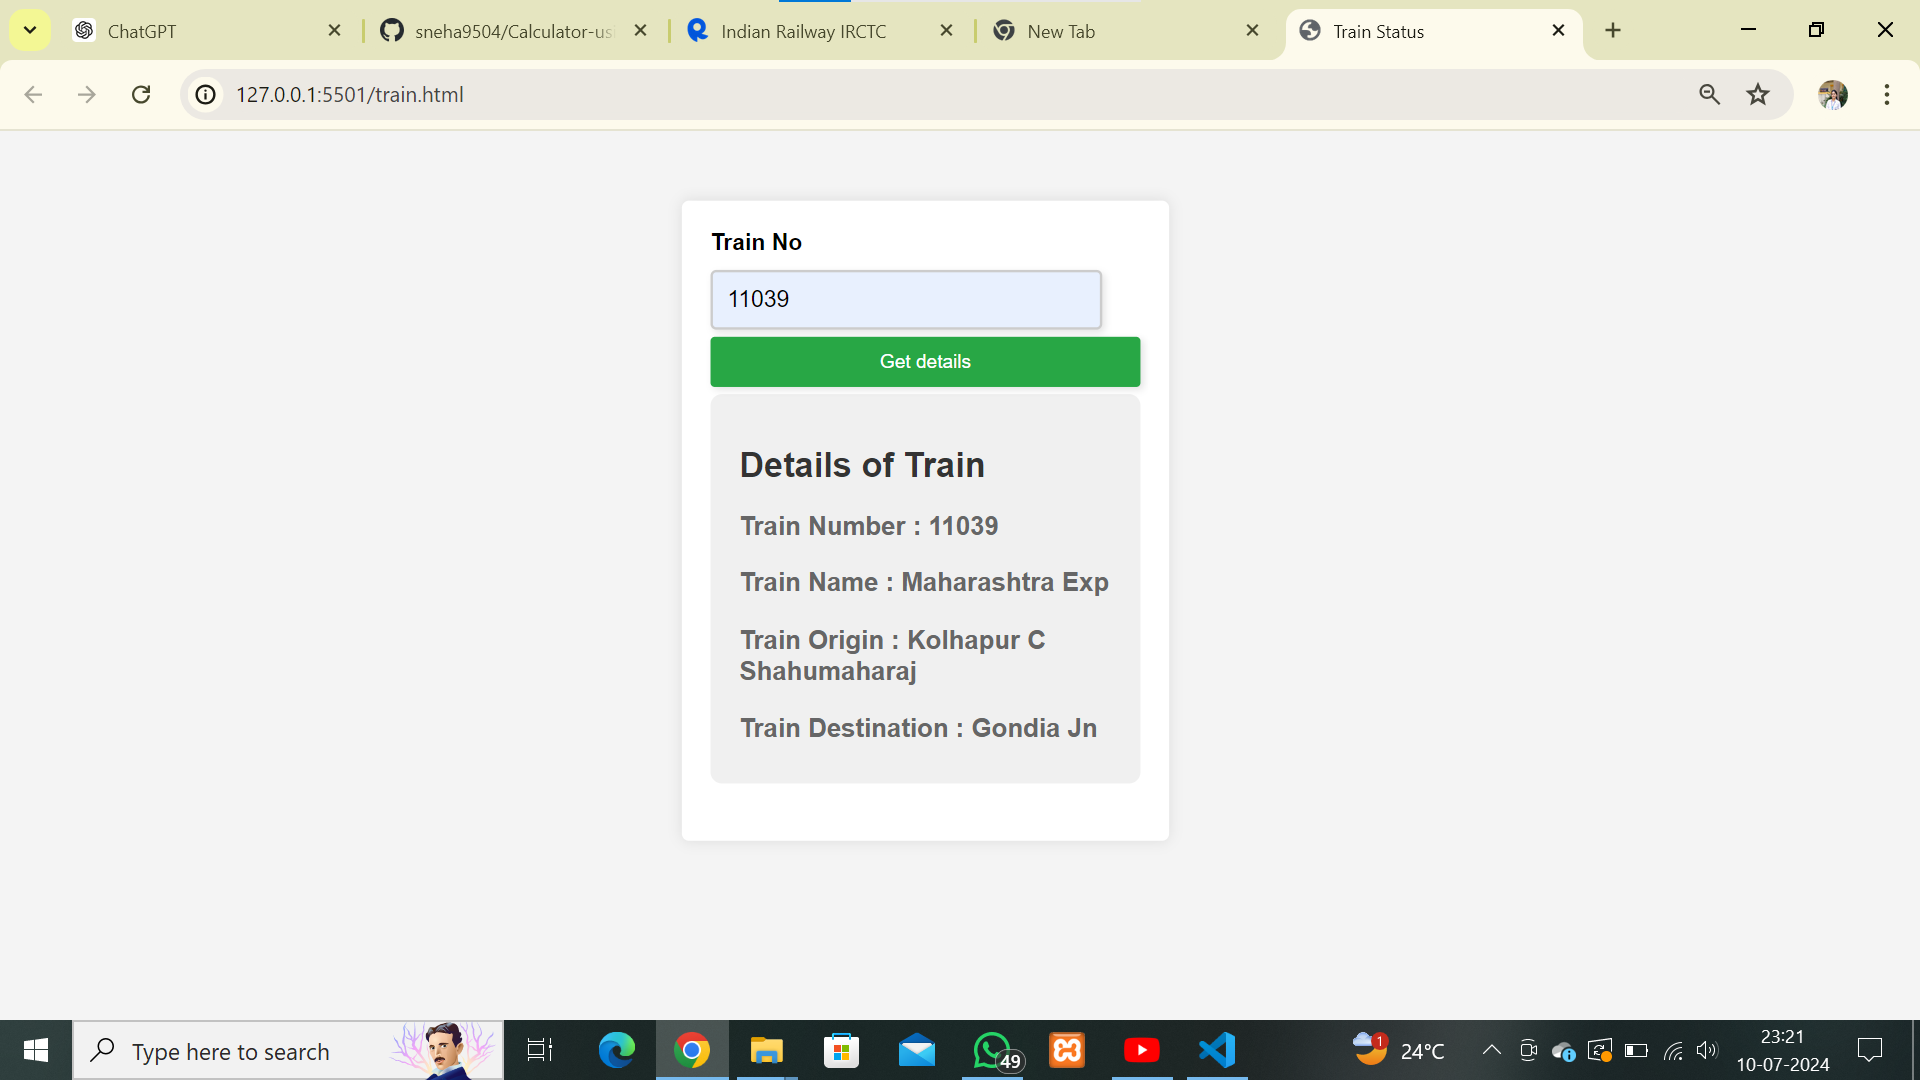 ChatGPT
sneha9504/Calculator-us
Indian Railway IRCTC
New Tab
Train Status
127.0.0.1:5501/train.html
Train No
11039
Get details
Details of Train
Train Number : 11039
Train Name : Maharashtra Exp
Train Origin : Kolhapur C
Shahumaharaj
Train Destination : Gondia Jn
Type here to search
49
1
24°C
23:21
10-07-2024